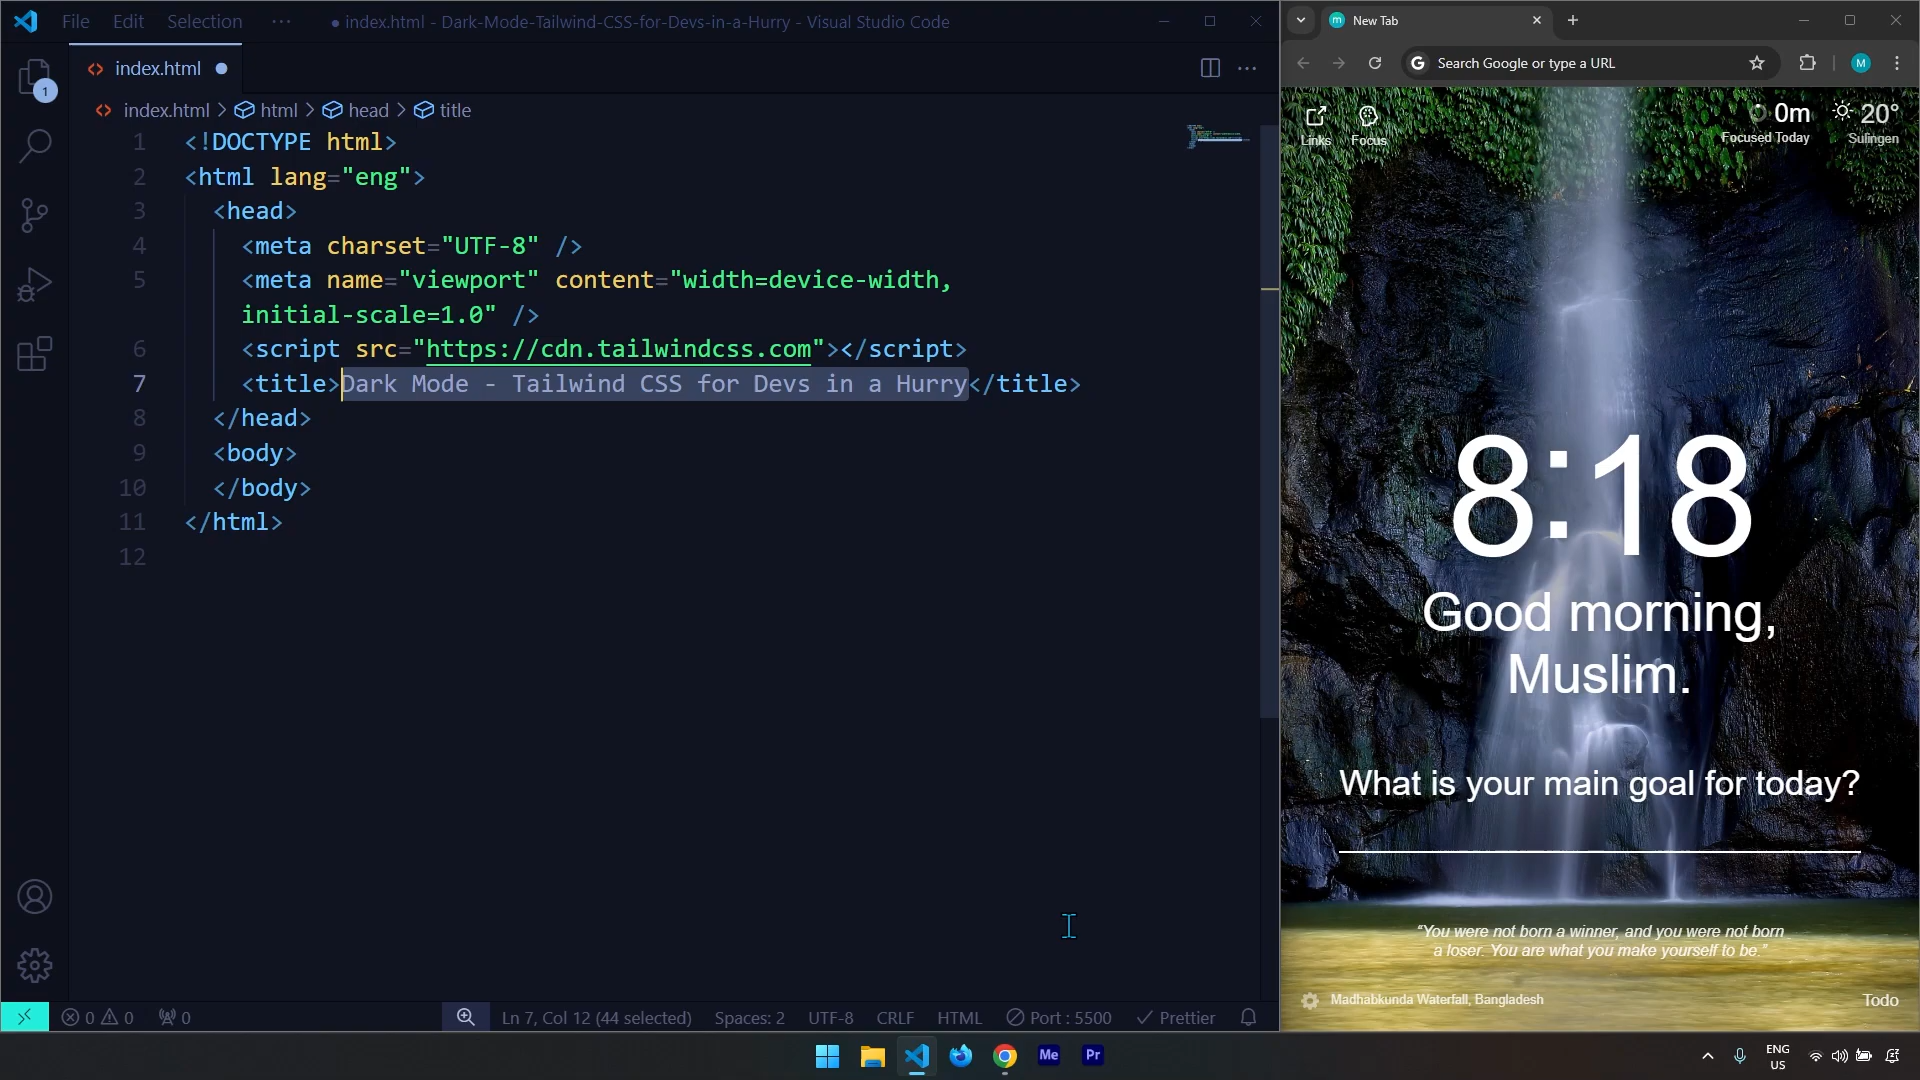 File Edit Selection ··· ● index.html - Dark-Mode-Tailwind-CSS-for-Devs-in-a-Hurry - Visual Studio Code
index.html
index.html > html > head > title
1 <!DOCTYPE html>
2 <html lang="eng">
3 <head>
4 <meta charset="UTF-8" />
5 <meta name="viewport" content="width=device-width,
initial-scale=1.0" />
6 <script src="https://cdn.tailwindcss.com"></script>
7 <title>Dark Mode - Tailwind CSS for Devs in a Hurry</title>
8 </head>
9 <body>
10 </body>
11 </html>
12
1
0 0 0
Ln 7, Col 12 (44 selected) Spaces: 2 UTF-8 CRLF HTML Port : 5500 Prettier
m New Tab
G Search Google or type a URL
M
Links Focus
0m 20°
Focused Today Sulingen
8:18
Good morning,
Muslim.
What is your main goal for today?
“You were not born a winner, and you were not born
a loser. You are what you make yourself to be.”
Madhabkunda Waterfall, Bangladesh Todo
Me Pr
ENG
US